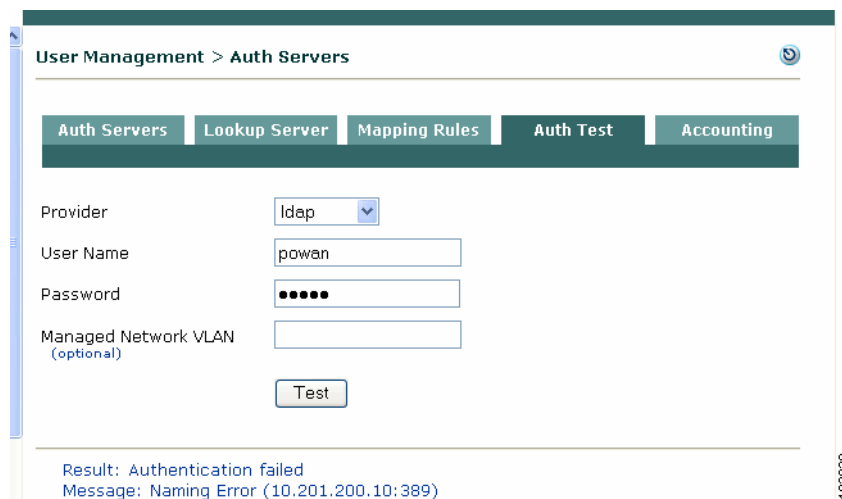 User Management > Auth Servers
Auth Servers Lookup Server Mapping Rules Auth Test Accounting
Provider ldap
User Name powan
Password •••••
Managed Network VLAN
(optional)
Test
Result: Authentication failed
Message: Naming Error (10.201.200.10:389)